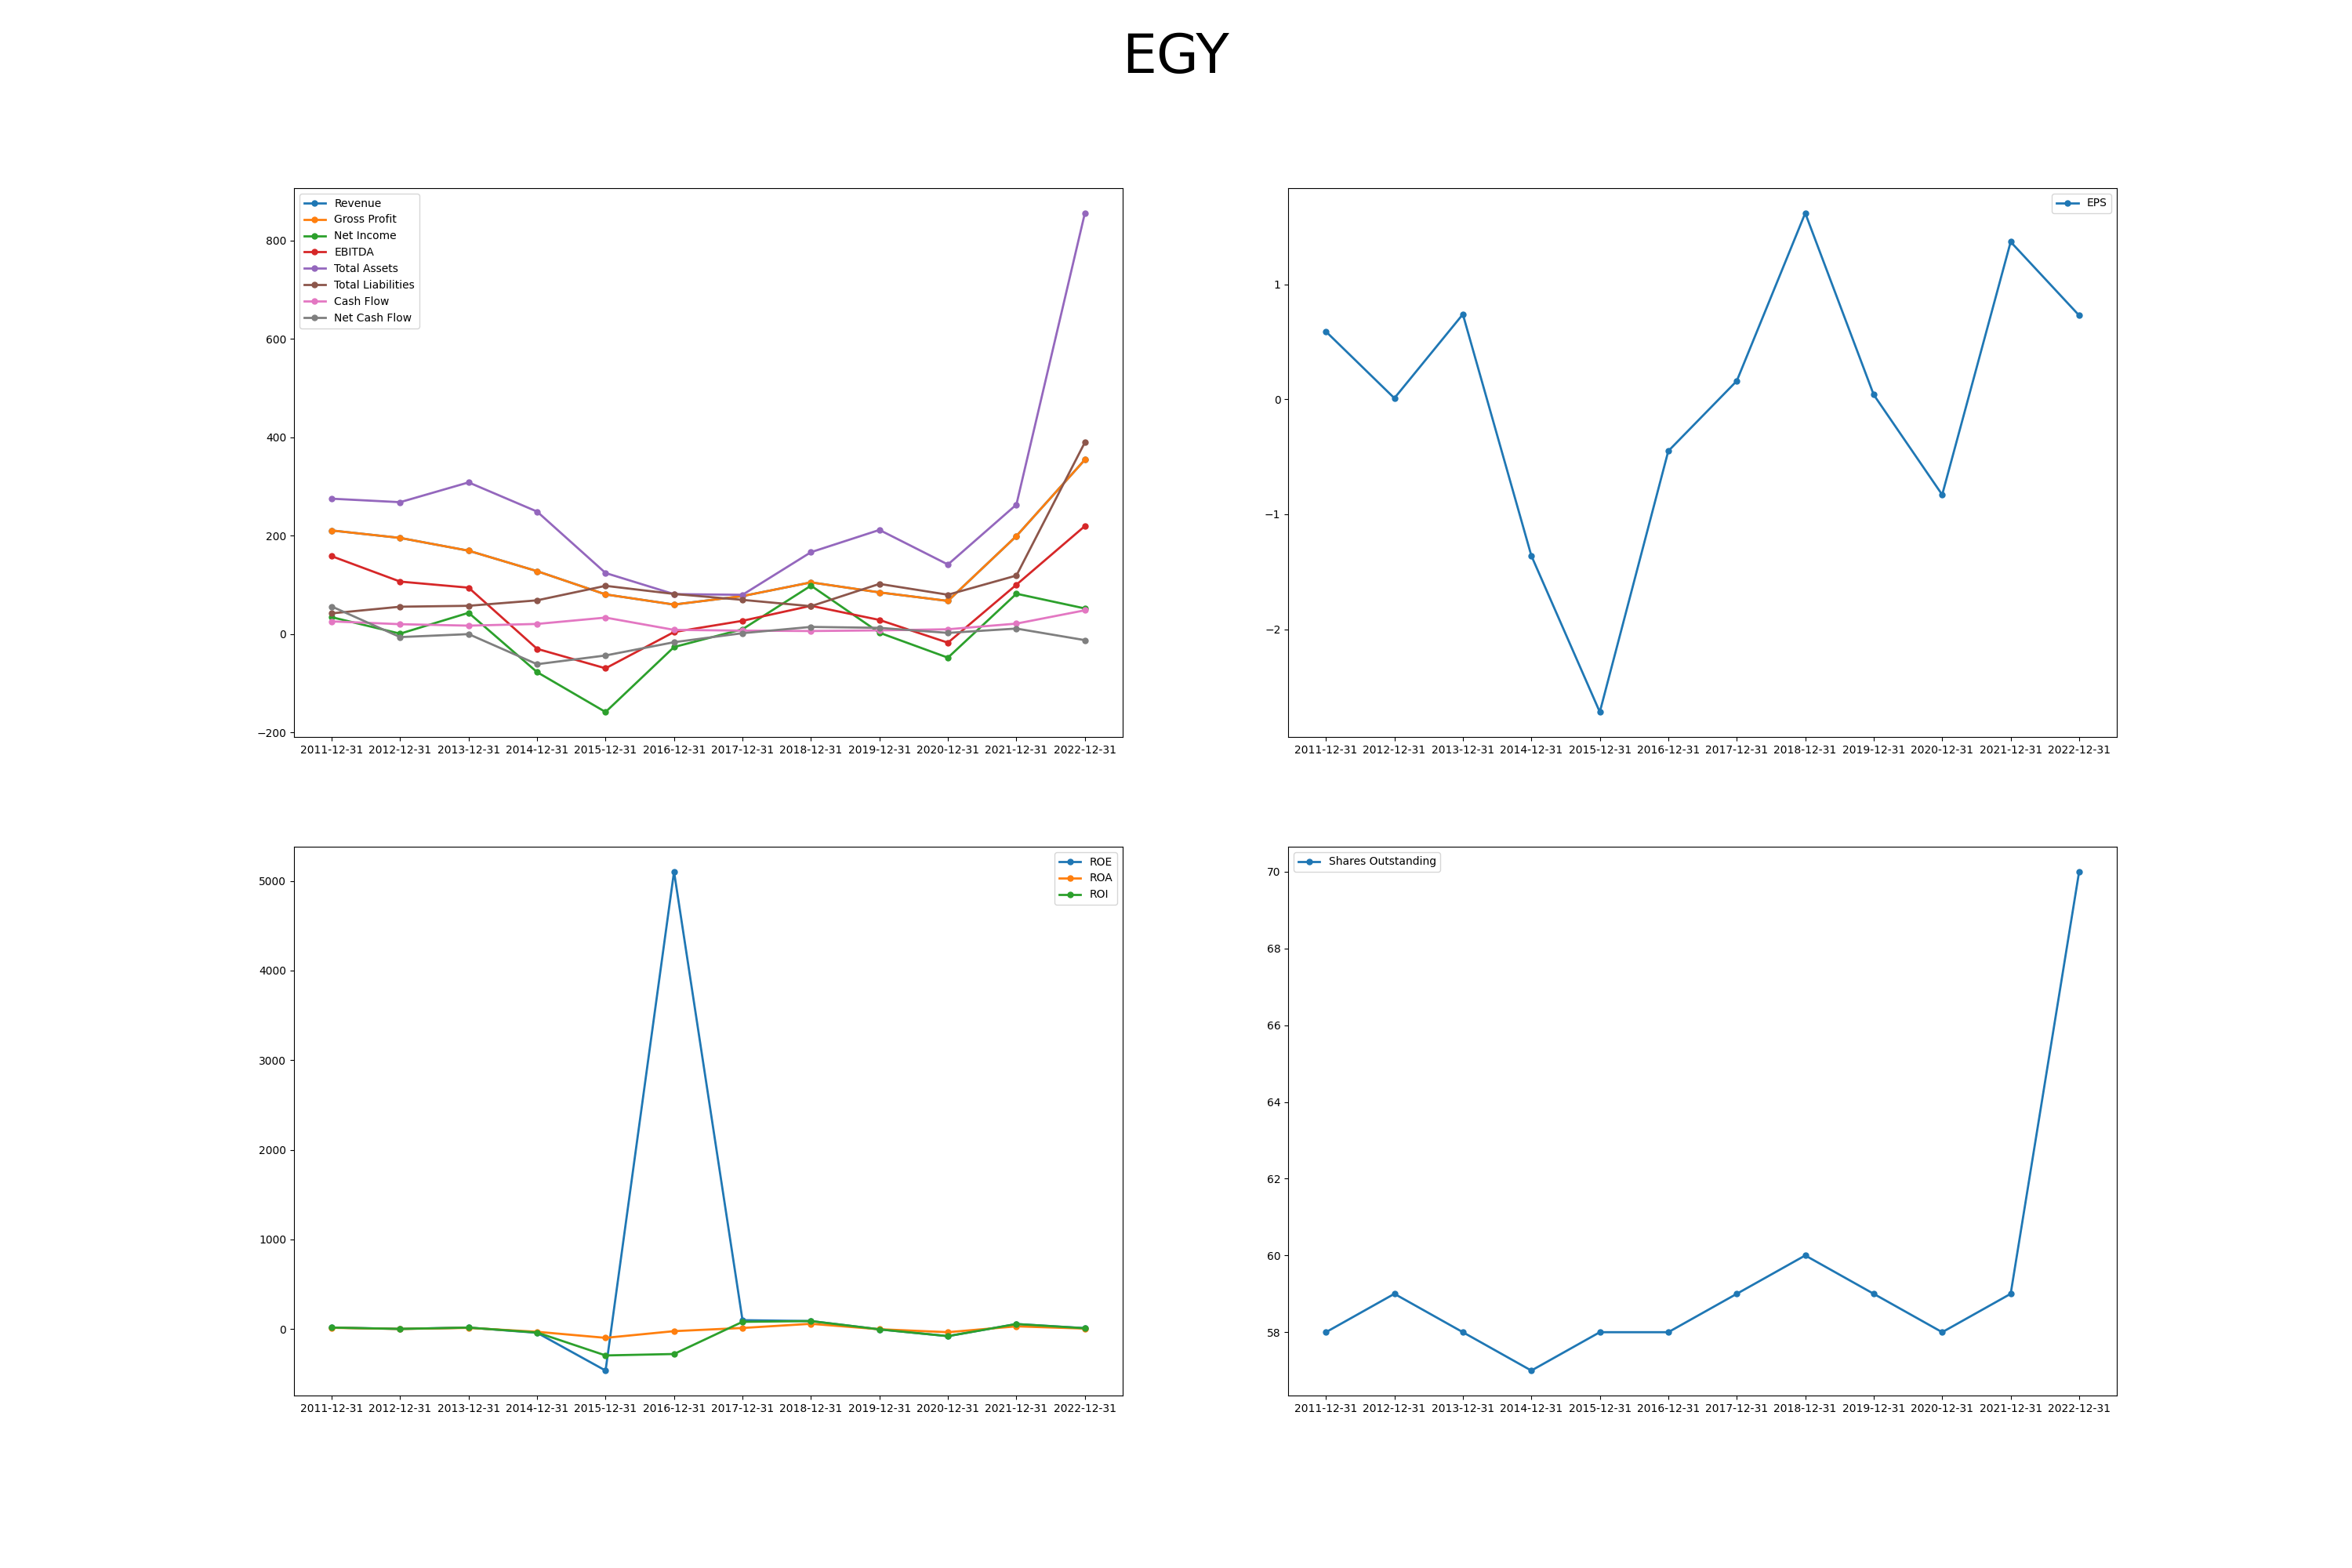 EGY
Revenue
Gross Profit
Net Income
EBITDA
Total Assets
Total Liabilities
Cash Flow
Net Cash Flow
800
600
400
200
0
−200
2011-12-31 2012-12-31 2013-12-31 2014-12-31 2015-12-31 2016-12-31 2017-12-31 2018-12-31 2019-12-31 2020-12-31 2021-12-31 2022-12-31
EPS
1
0
−1
−2
2011-12-31 2012-12-31 2013-12-31 2014-12-31 2015-12-31 2016-12-31 2017-12-31 2018-12-31 2019-12-31 2020-12-31 2021-12-31 2022-12-31
ROE
ROA
ROI
5000
4000
3000
2000
1000
0
2011-12-31 2012-12-31 2013-12-31 2014-12-31 2015-12-31 2016-12-31 2017-12-31 2018-12-31 2019-12-31 2020-12-31 2021-12-31 2022-12-31
Shares Outstanding
70
68
66
64
62
60
58
2011-12-31 2012-12-31 2013-12-31 2014-12-31 2015-12-31 2016-12-31 2017-12-31 2018-12-31 2019-12-31 2020-12-31 2021-12-31 2022-12-31